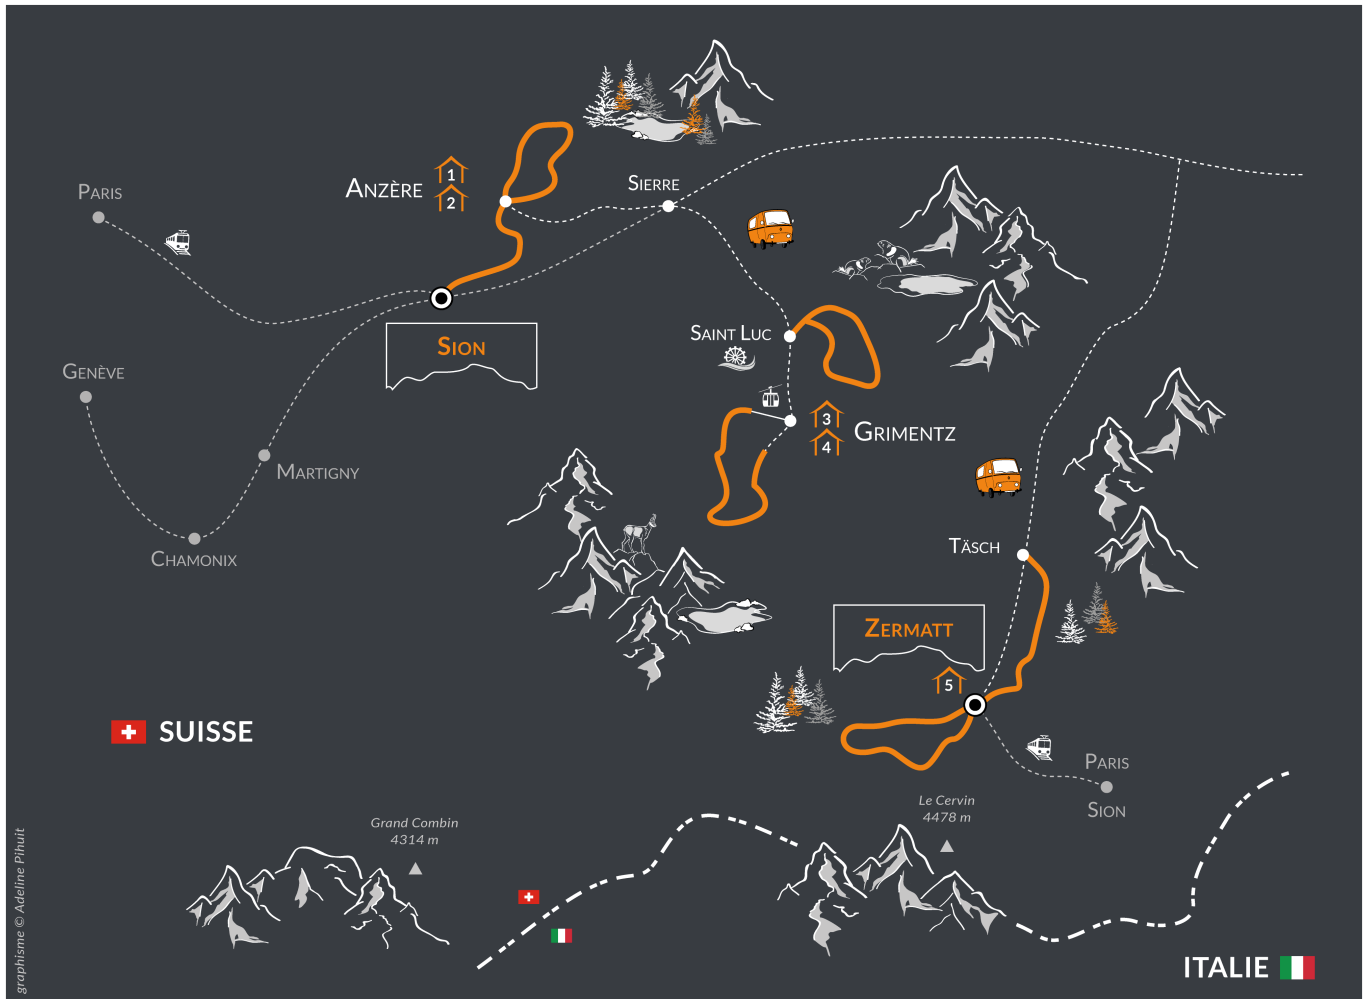 Paris
Anzère
1
2
Sierre
Sion
Saint Luc
Genève
Martigny
Chamonix
3
4
Grimentz
Täsch
Zermatt
5
Paris
Sion
SUISSE
Grand Combin
4314 m
Le Cervin
4478 m
ITALIE
graphisme © Adeline Pihuit